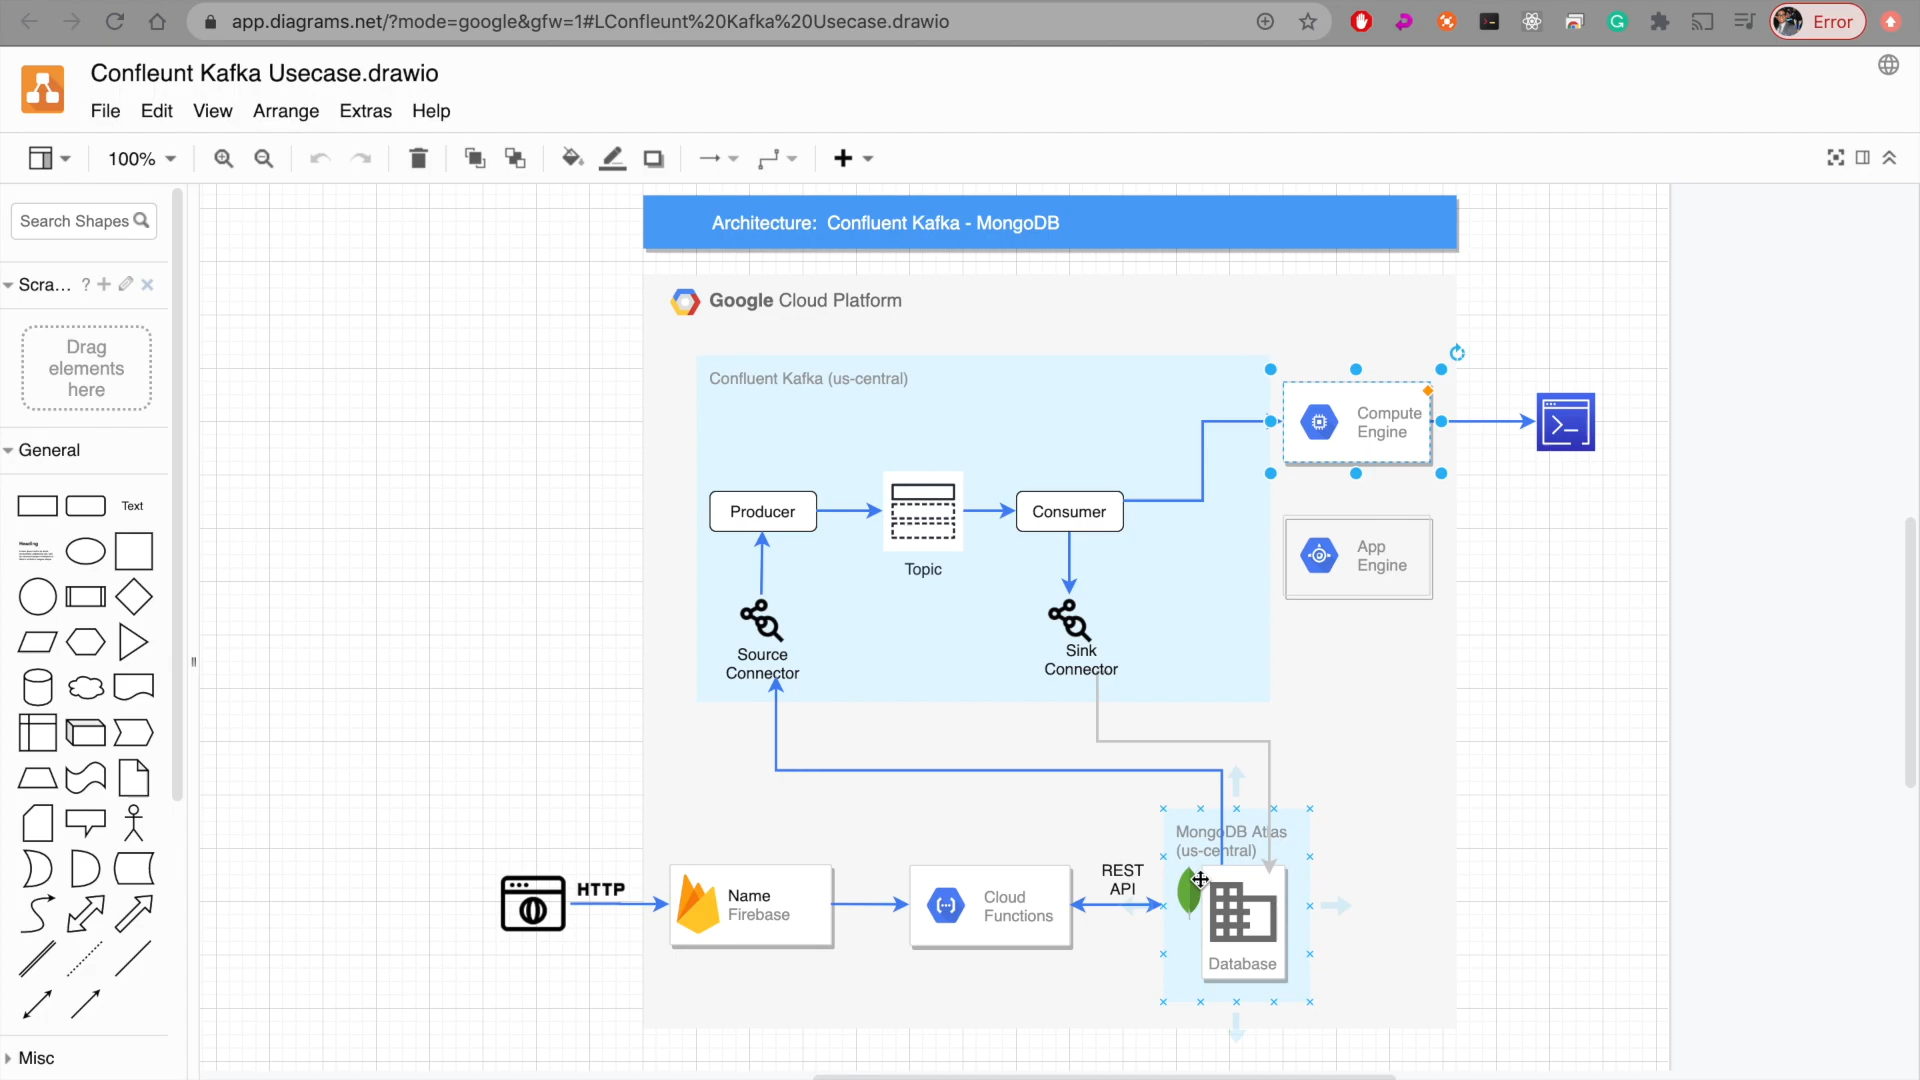 app.diagrams.net/?mode=google&gfw=1#LConfleunt%20Kafka%20Usecase.drawio
Error
Confleunt Kafka Usecase.drawio
File Edit View Arrange Extras Help
100%
Search Shapes
Scra... ?
Drag
elements
here
General
Text
Heading
Misc
Architecture: Confluent Kafka - MongoDB
Google Cloud Platform
Confluent Kafka (us-central)
Compute
Engine
Producer
Consumer
Topic
App
Engine
Source
Connector
Sink
Connector
MongoDB Atlas
(us-central)
HTTP
Name
Firebase
Cloud
Functions
REST
API
Database